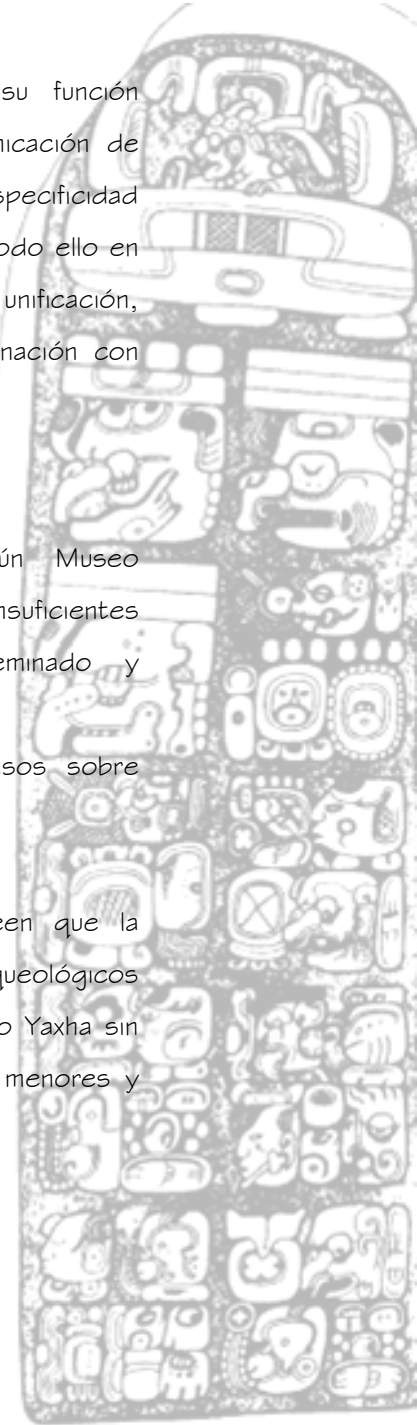 su función
nicación de
specificidad
odo ello en
unificación,
nación con
ún Museo
nsuficientes
eminado y
sos sobre
een que la
queológicos
o Yaxha sin
menores y